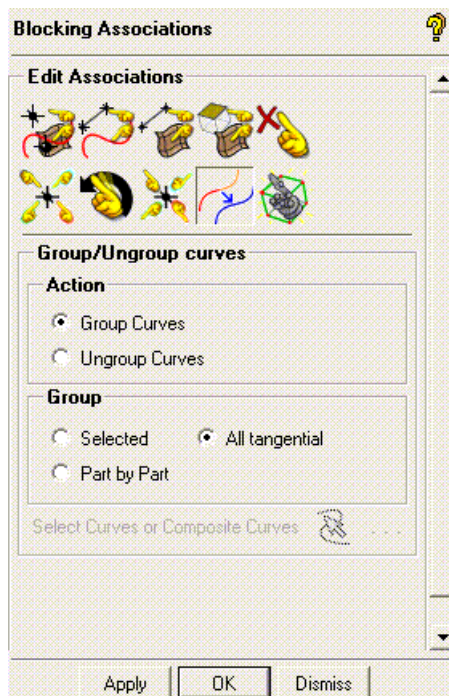 Blocking Associations
Edit Associations
Group/Ungroup curves
Action
Group Curves
Ungroup Curves
Group
Selected All tangential
Part by Part
Select Curves or Composite Curves ...
Apply OK Dismiss